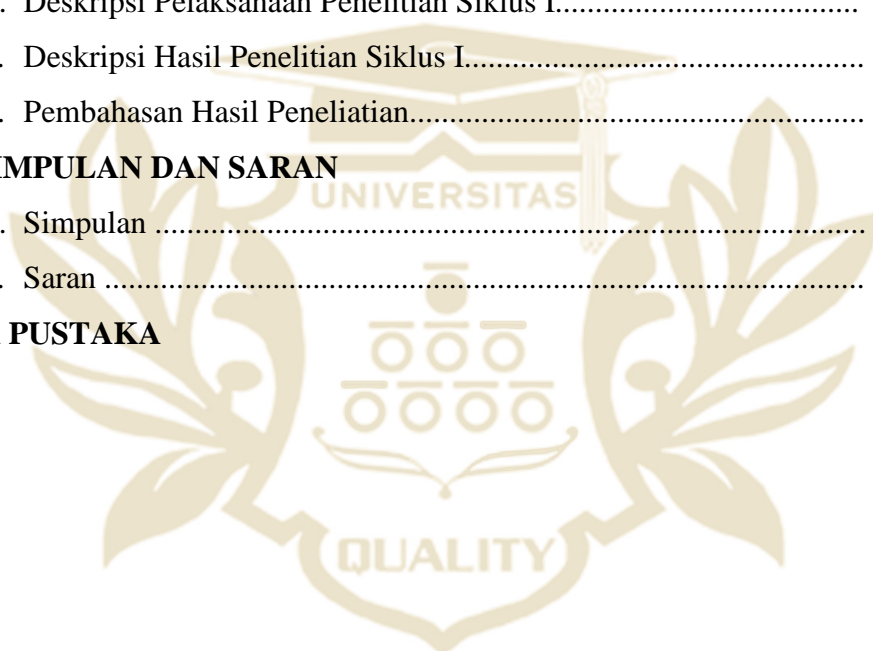 . Deskripsi Pelaksanaan Penelitian Siklus I......................................
. Deskripsi Hasil Penelitian Siklus I..................................................
. Pembahasan Hasil Peneliatian.........................................................
IMPULAN DAN SARAN
UNIVERSITAS
. Simpulan .........................................................................................
. Saran ...............................................................................................
PUSTAKA
QUALITY